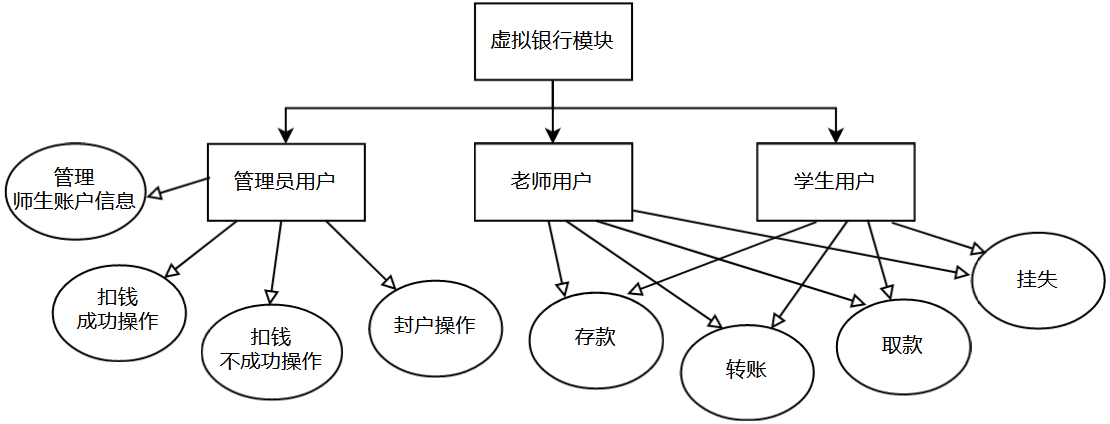 虚拟银行模块
管理员用户
老师用户
学生用户
管理
师生账户信息
扣钱
成功操作
扣钱
不成功操作
封户操作
存款
转账
取款
挂失